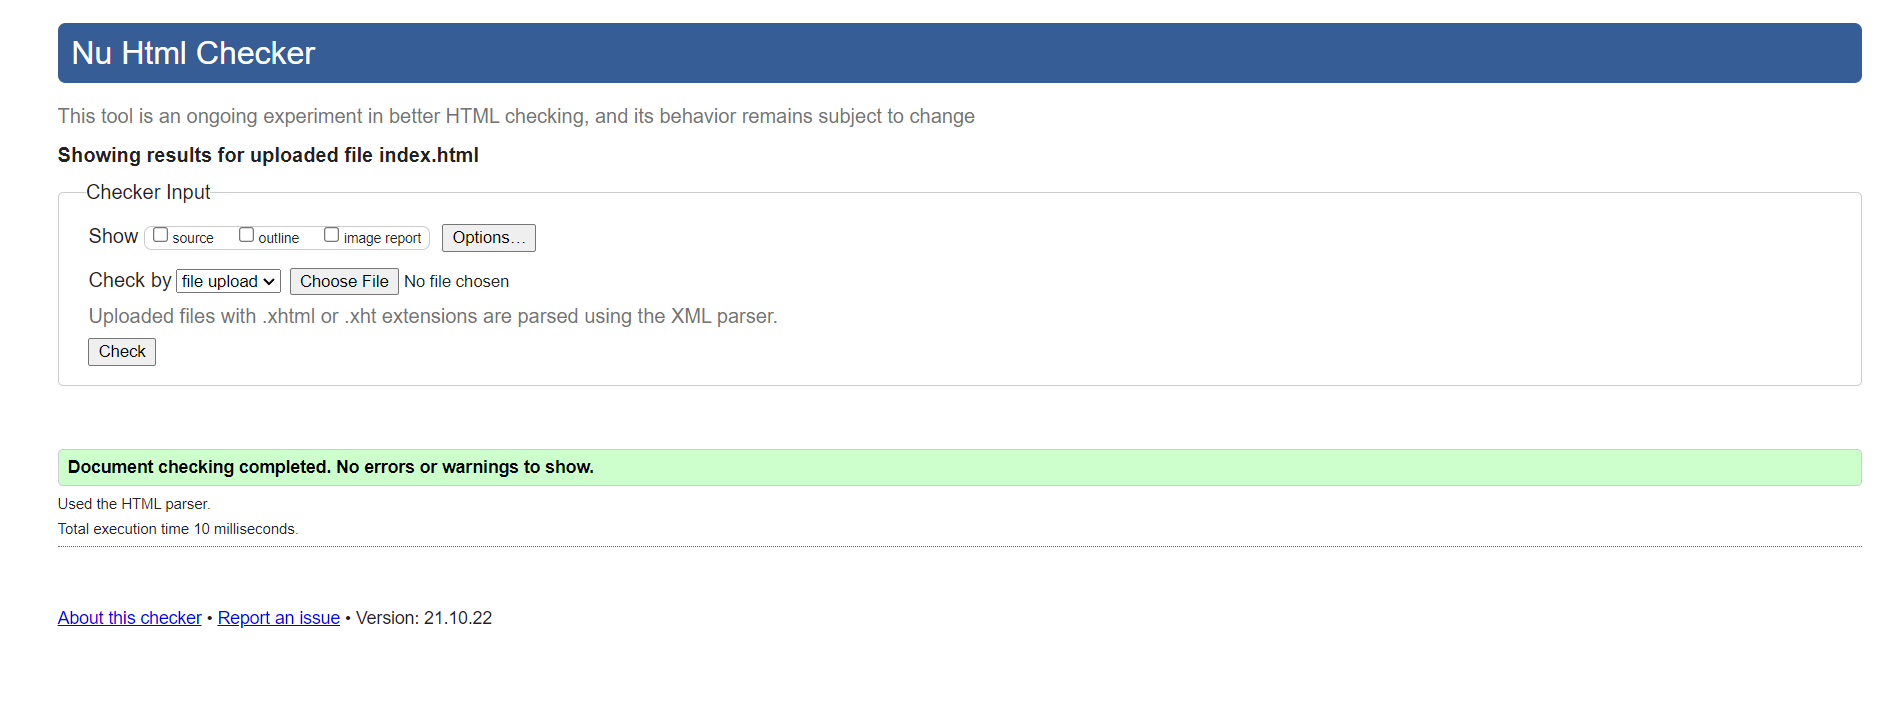 Nu Html Checker
This tool is an ongoing experiment in better HTML checking, and its behavior remains subject to change
Showing results for uploaded file index.html
Checker Input
Show source outline image report Options…
Check by file upload Choose File No file chosen
Uploaded files with .xhtml or .xht extensions are parsed using the XML parser.
Check
Document checking completed. No errors or warnings to show.
Used the HTML parser.
Total execution time 10 milliseconds.
About this checker • Report an issue • Version: 21.10.22